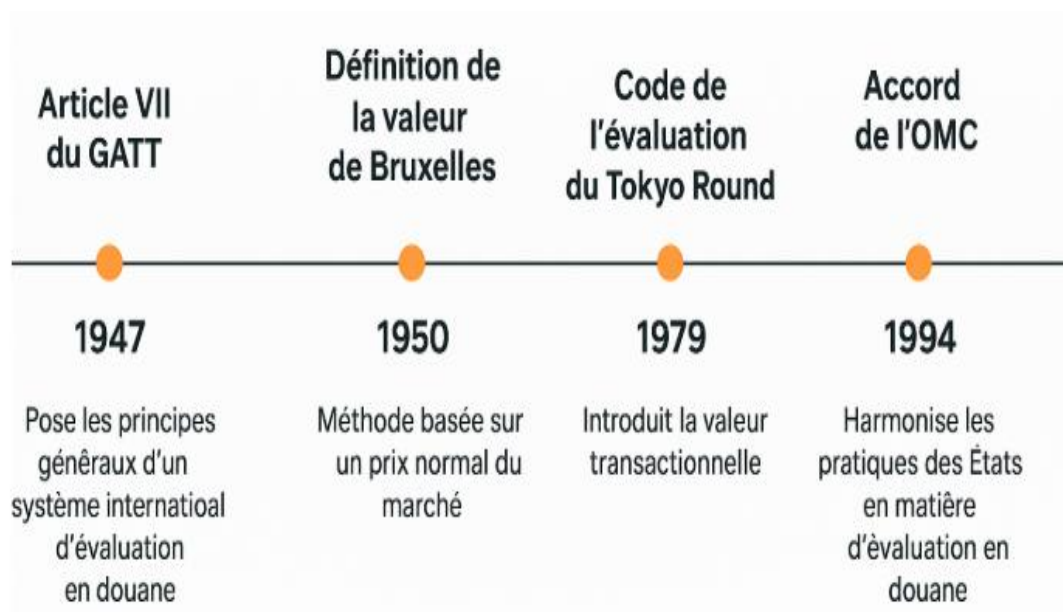 Article VII
du GATT
1947
Pose les principes
génêraux d'un
système internatioal
d'évaluation
en douane
Définition de
la valeur
de Bruxelles
1950
Méthode basée sur
un prix normal du
marché
Code de
l'évaluation
du Tokyo Round
1979
Introduit la valeur
transactionnelle
Accord
de l'OMC
1994
Harmonise les
pratiques des États
en matiêre
d'èvaluation en
douane